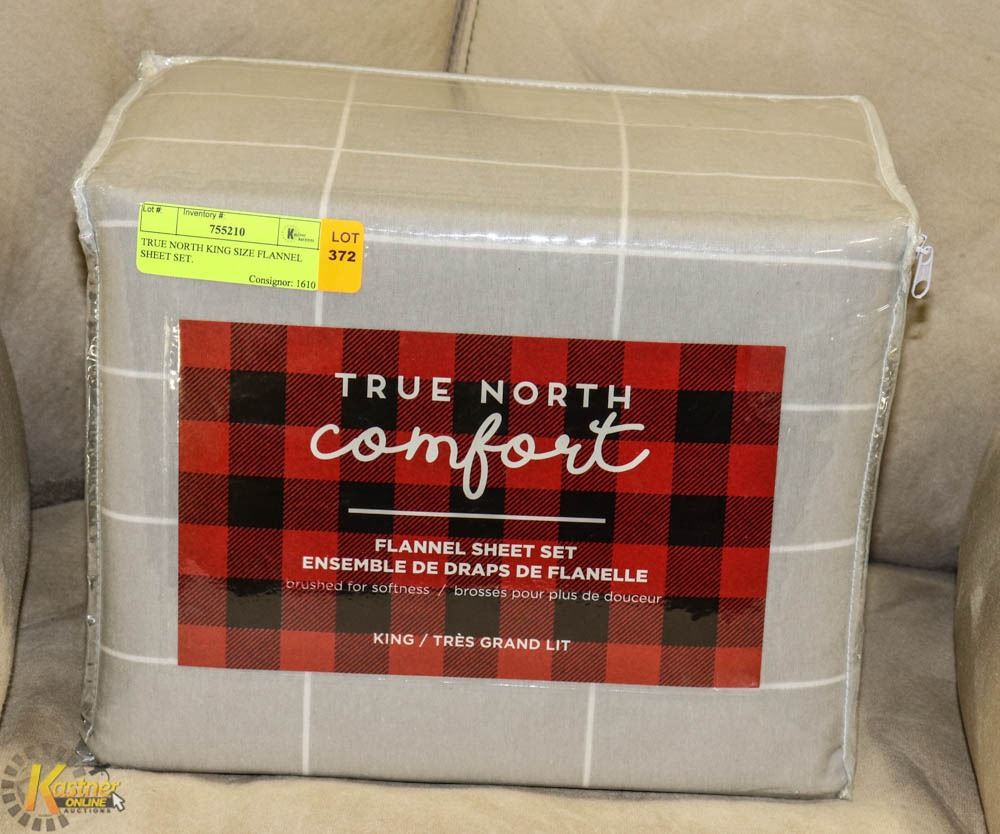 Lot #:
Inventory #:
755210
Kastner
Auctions
TRUE NORTH KING SIZE FLANNEL
SHEET SET.
Consignor: 1610
LOT
372
TRUE NORTH
comfort
FLANNEL SHEET SET
ENSEMBLE DE DRAPS DE FLANELLE
brushed for softness / brossés pour plus de douceur
KING / TRÈS GRAND LIT
Kastner
ONLINE
AUCTIONS